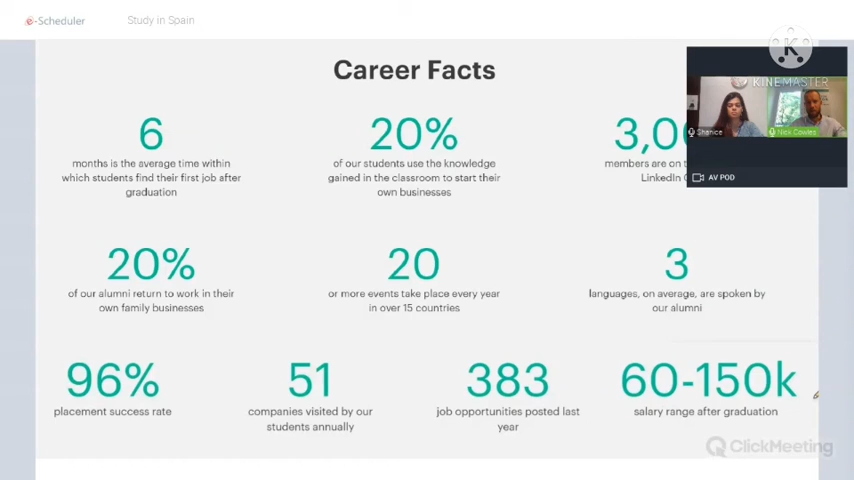 e-Scheduler
Study in Spain
Career Facts
6
months is the average time within
which students find their first job after
graduation
20%
of our students use the knowledge
gained in the classroom to start their
own businesses
3,00
members are on
LinkedIn
K
KINEMASTER
Shenice
Nick Cowles
AV POD
20%
of our alumni return to work in their
own family businesses
20
or more events take place every year
in over 15 countries
3
languages, on average, are spoken by
our alumni
96%
placement success rate
51
companies visited by our
students annually
383
job opportunities posted last
year
60-150k
salary range after graduation
ClickMeeting